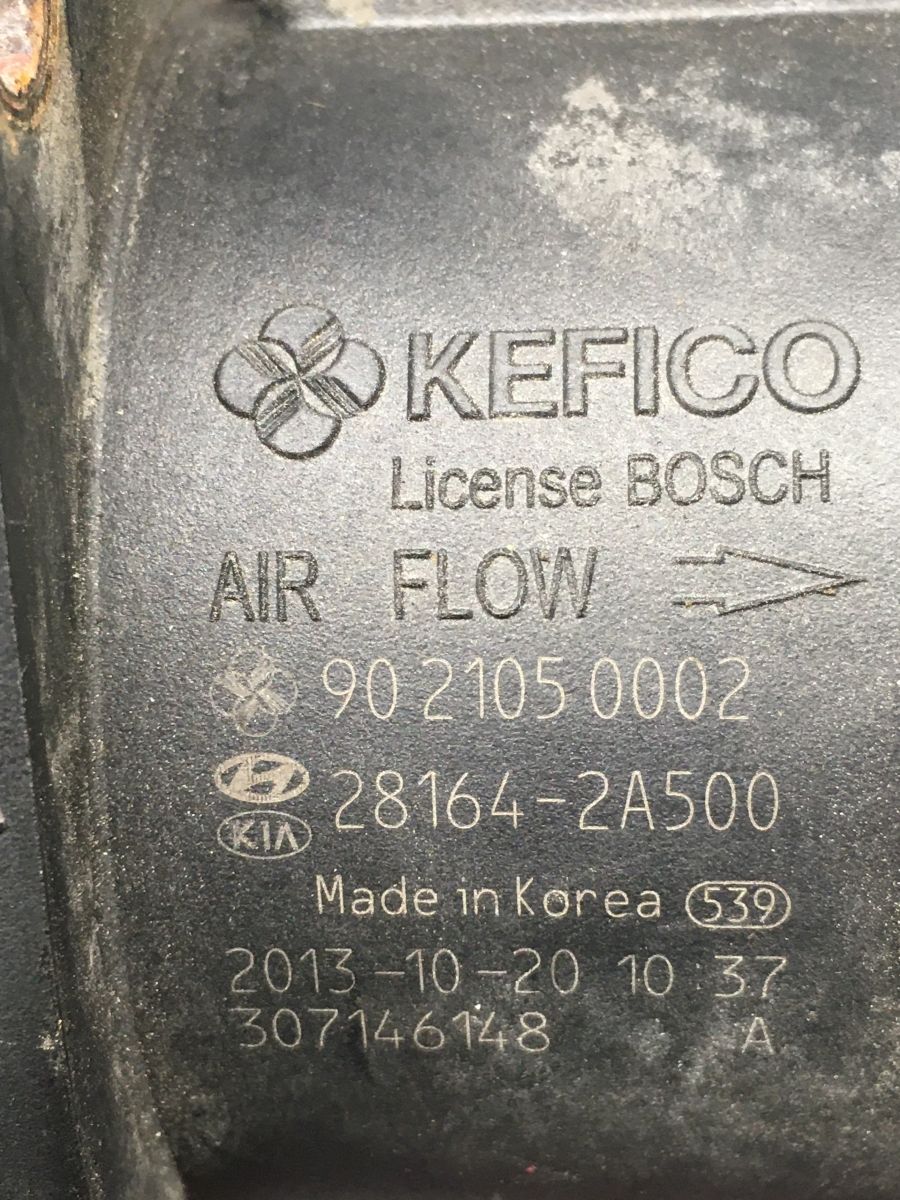 KEFICO
License BOSCH
AIR FLOW
90 2105 0002
28164-2A500
KIA
Made in Korea 539
2013-10-20 10:37
307146148 A